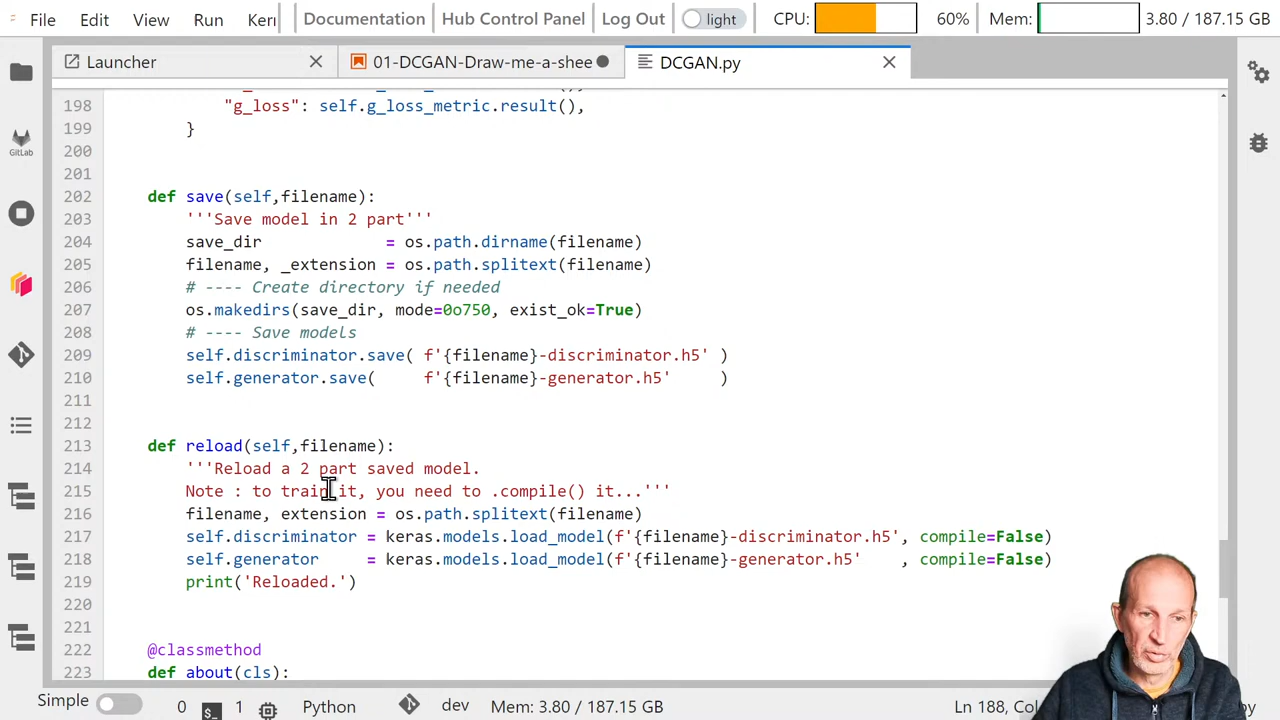 File Edit View Run Kerı Documentation Hub Control Panel Log Out light CPU: 60% Mem: 3.80 / 187.15 GB
Launcher 01-DCGAN-Draw-me-a-shee DCGAN.py
198 "g_loss": self.g_loss_metric.result(),
199 }
200
201
202 def save(self,filename):
203 '''Save model in 2 part'''
204 save_dir = os.path.dirname(filename)
205 filename, _extension = os.path.splitext(filename)
206 # ---- Create directory if needed
207 os.makedirs(save_dir, mode=0o750, exist_ok=True)
208 # ---- Save models
209 self.discriminator.save( f'{filename}-discriminator.h5' )
210 self.generator.save( f'{filename}-generator.h5' )
211
212
213 def reload(self,filename):
214 '''Reload a 2 part saved model.
215 Note : to train it, you need to .compile() it...'''
216 filename, extension = os.path.splitext(filename)
217 self.discriminator = keras.models.load_model(f'{filename}-discriminator.h5', compile=False)
218 self.generator = keras.models.load_model(f'{filename}-generator.h5' , compile=False)
219 print('Reloaded.')
220
221
222 @classmethod
223 def about(cls):
GitLab
Simple 0 1 Python dev Mem: 3.80 / 187.15 GB Ln 188,